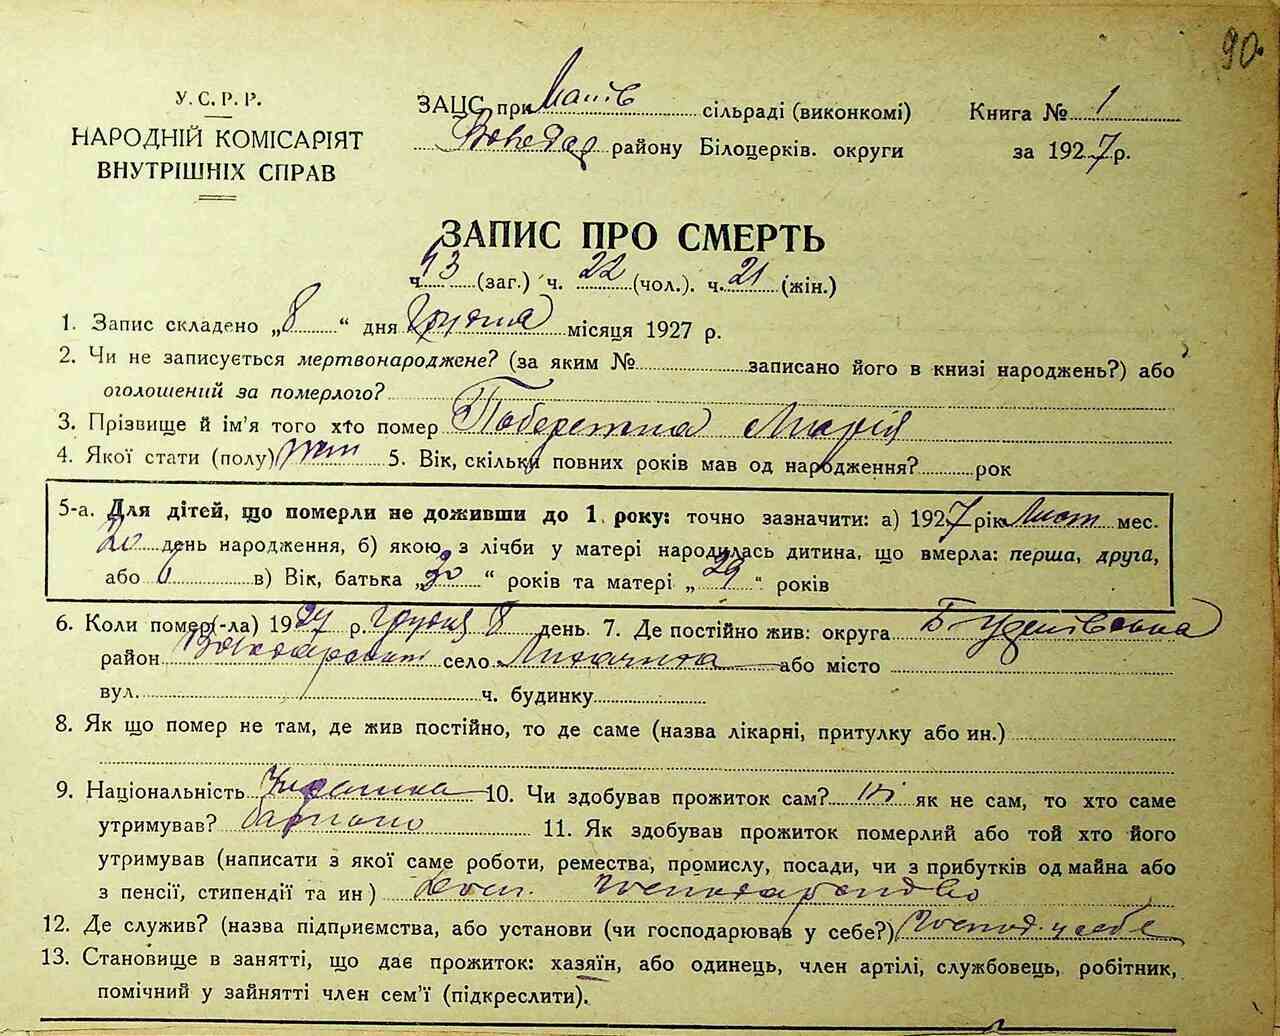 90.
У. С. Р. Р.
НАРОДНІЙ КОМІСАРІЯТ
ВНУТРІШНІХ СПРАВ
ЗАЦС при сільраді (виконкомі)
району Білоцерків. округи
Книга № 1
за 1927 р.
ЗАПИС ПРО СМЕРТЬ
ч. 43 (заг.) ч. 22 (чол.). ч. 21 (жін.)
1. Запис складено „8“ дня Грудня місяця 1927 р.
2. Чи не записується мертвонароджене? (за яким № записано його в книзі народжень?) або
оголошений за померлого?
3. Прізвище й ім'я того хто помер Побережна Марія
4. Якої стати (полу) жін 5. Вік, скільки повних років мав од народження? рок
5-а. Для дітей, що померли не доживши до 1 року: точно зазначити: а) 1927 рік Лист мес.
20 день народження, б) якою з лічби у матері народилась дитина, що вмерла: перша, друга,
або 6 в) Вік, батька „30“ років та матері „29“ років
6. Коли помер(-ла) 1927 р. Грудня 8 день. 7. Де постійно жив: округа
район село або місто
вул. ч. будинку
8. Як що помер не там, де жив постійно, то де саме (назва лікарні, притулку або ин.)
9. Національність Українка 10. Чи здобував прожиток сам? ні як не сам, то хто саме
утримував? батько 11. Як здобував прожиток померлий або той хто його
утримував (написати з якої саме роботи, ремества, промислу, посади, чи з прибутків од майна або
з пенсії, стипендії та ин) господарство
12. Де служив? (назва підприємства, або установи (чи господарював у себе?) Господ. у себе
13. Становище в занятті, що дає прожиток: хазяїн, або одинець, член артілі, службовець, робітник,
помічний у зайнятті член сем'ї (підкреслити).